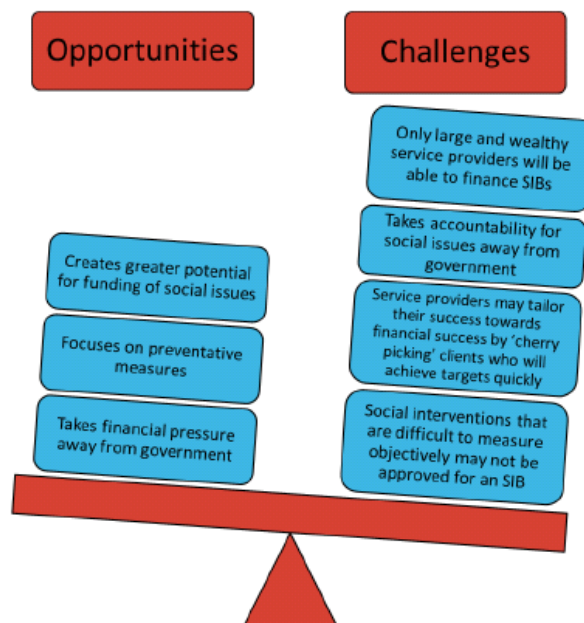 Opportunities
Creates greater potential
for funding of social issues
Focuses on preventative
measures
Takes financial pressure
away from government
Challenges
Only large and wealthy
service providers will be
able to finance SIBs
Takes accountability for
social issues away from
government
Service providers may tailor
their success towards
financial success by ‘cherry
picking’ clients who will
achieve targets quickly
Social interventions that
are difficult to measure
objectively may not be
approved for an SIB